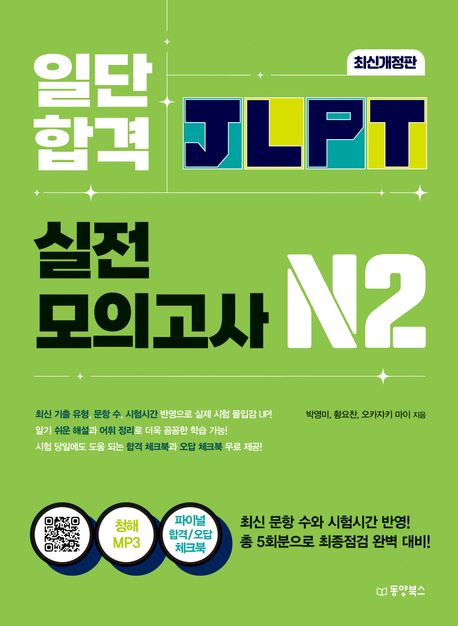 최신개정판
일단
합격
JLPT
실전
모의고사
N2
최신 기출 유형, 문항 수, 시험시간 반영으로 실제 시험 몰입감 UP!
알기 쉬운 해설과 어휘 정리로 더욱 꼼꼼한 학습 가능!
시험 당일에도 도움 되는 합격 체크북과 오답 체크북 무료 제공!
박영미, 황요찬, 오카자키 마이 지음
청해
MP3
파이널
합격/오답
체크북
최신 문항 수와 시험시간 반영!
총 5회분으로 최종점검 완벽 대비!
동양북스